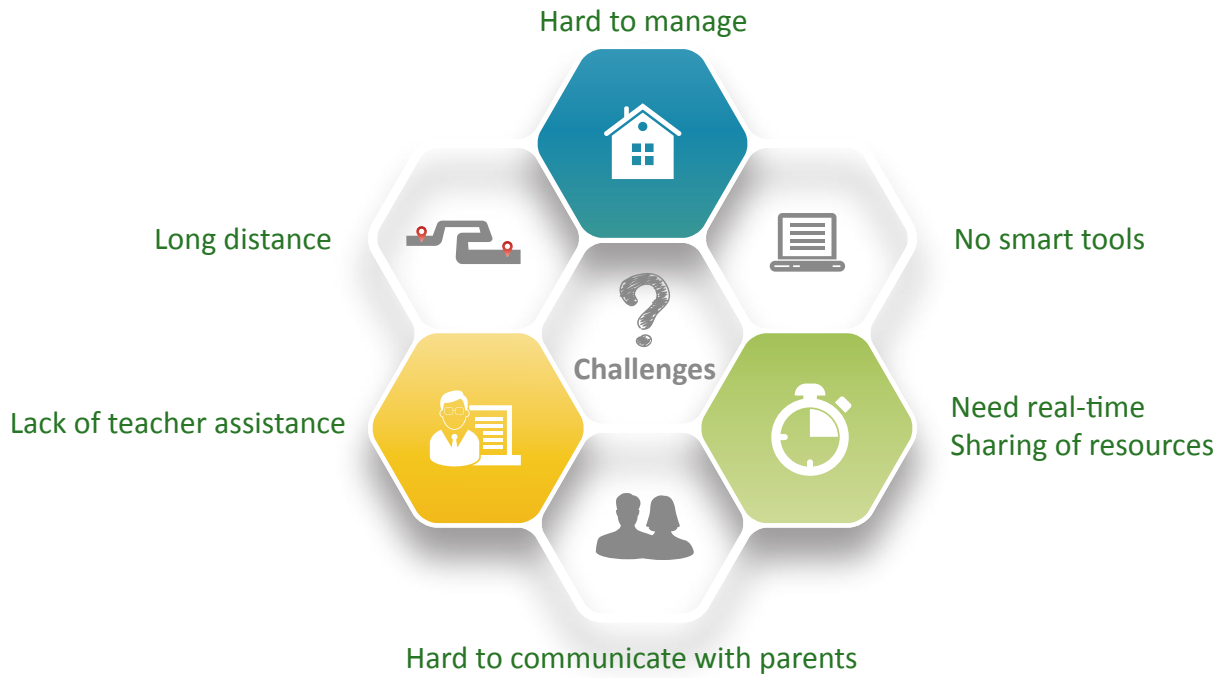 Hard to manage
Long distance
No smart tools
Challenges
Lack of teacher assistance
Need real-time
Sharing of resources
Hard to communicate with parents